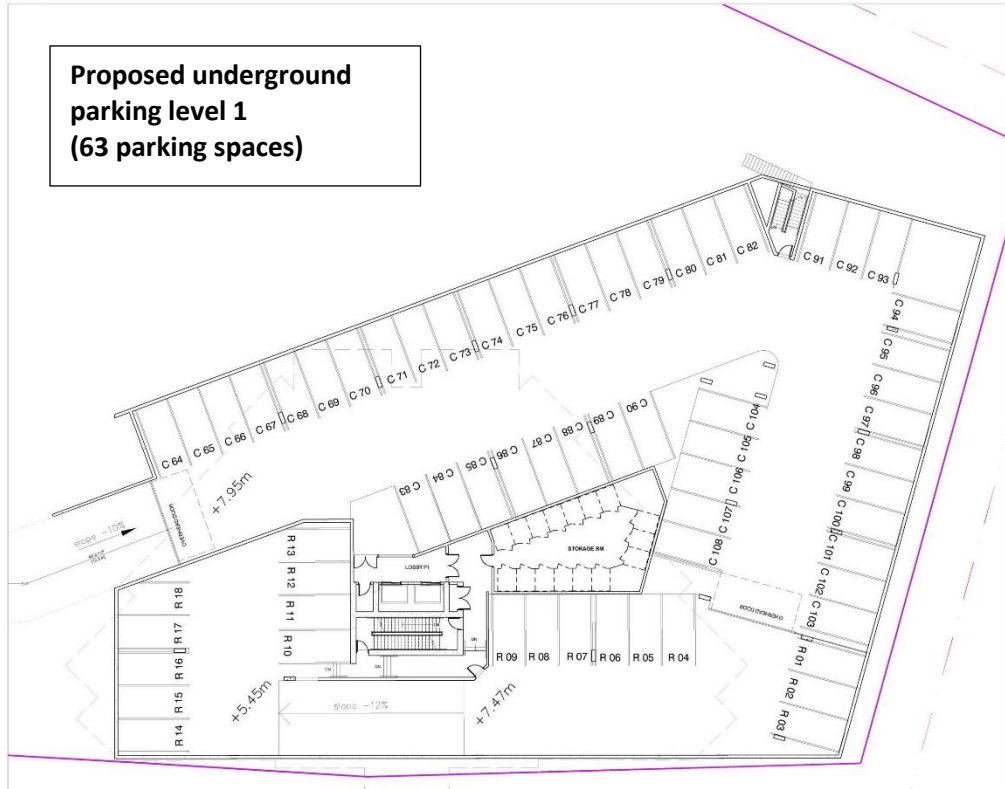 Proposed underground
parking level 1
(63 parking spaces)
C 64
C 65
C 66
C 67
C 68
C 69
C 70
C 71
C 72
C 73
C 74
C 75
C 76
C 77
C 78
C 79
C 80
C 81
C 82
C 91
C 92
C 93
C 94
C 95
C 96
C 97
C 98
C 99
C 100
C 101
C 102
C 103
C 104
C 105
C 106
C 107
C 108
C 83
C 84
C 85
C 86
C 87
C 88
C 89
C 90
+7.95m
slope -10%
OVERHEAD DOOR
R 13
R 12
R 11
R 10
LOBBY P1
STORAGE RM
OVERHEAD DOOR
R 18
R 17
R 16
R 15
R 14
R 09
R 08
R 07
R 06
R 05
R 04
R 01
R 02
R 03
+5.45m
slope -12%
+7.47m